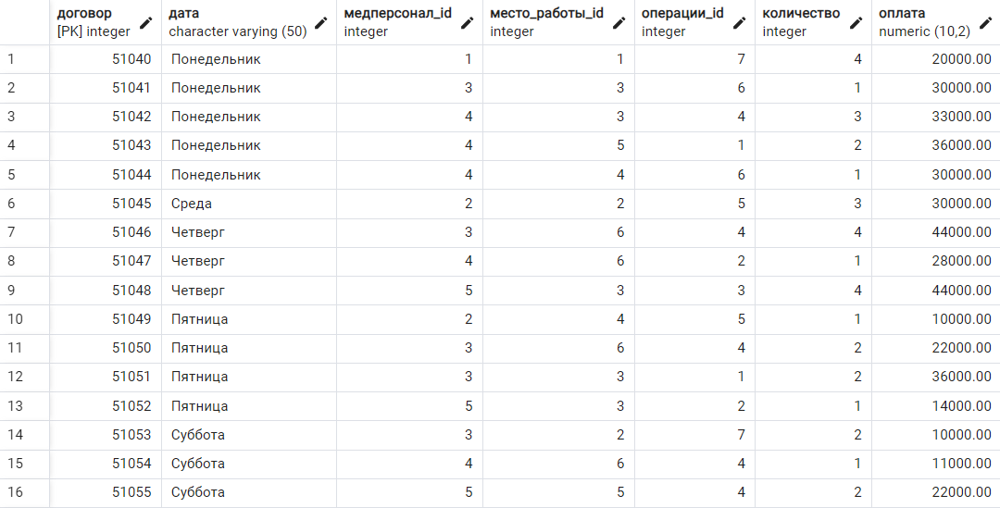 договор дата медперсонал_id место_работы_id операции_id количество оплата
[PK] integer character varying (50) integer integer integer integer numeric (10,2)
1 51040 Понедельник 1 1 7 4 20000.00
2 51041 Понедельник 3 3 6 1 30000.00
3 51042 Понедельник 4 3 4 3 33000.00
4 51043 Понедельник 4 5 1 2 36000.00
5 51044 Понедельник 4 4 6 1 30000.00
6 51045 Среда 2 2 5 3 30000.00
7 51046 Четверг 3 6 4 4 44000.00
8 51047 Четверг 4 6 2 1 28000.00
9 51048 Четверг 5 3 3 4 44000.00
10 51049 Пятница 2 4 5 1 10000.00
11 51050 Пятница 3 6 4 2 22000.00
12 51051 Пятница 3 3 1 2 36000.00
13 51052 Пятница 5 3 2 1 14000.00
14 51053 Суббота 3 2 7 2 10000.00
15 51054 Суббота 4 6 4 1 11000.00
16 51055 Суббота 5 5 4 2 22000.00